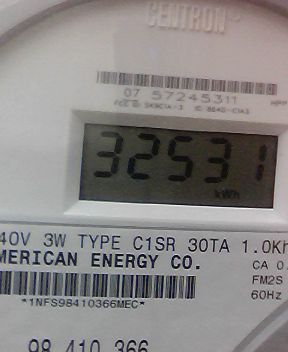 CENTRON
07 57245311
32531
kWh
40V 3W TYPE C1SR 30TA 1.0Kh
MERICAN ENERGY CO.
CA 0.
FM2S
60Hz
*1NFS98410366MEC*
98 410 366